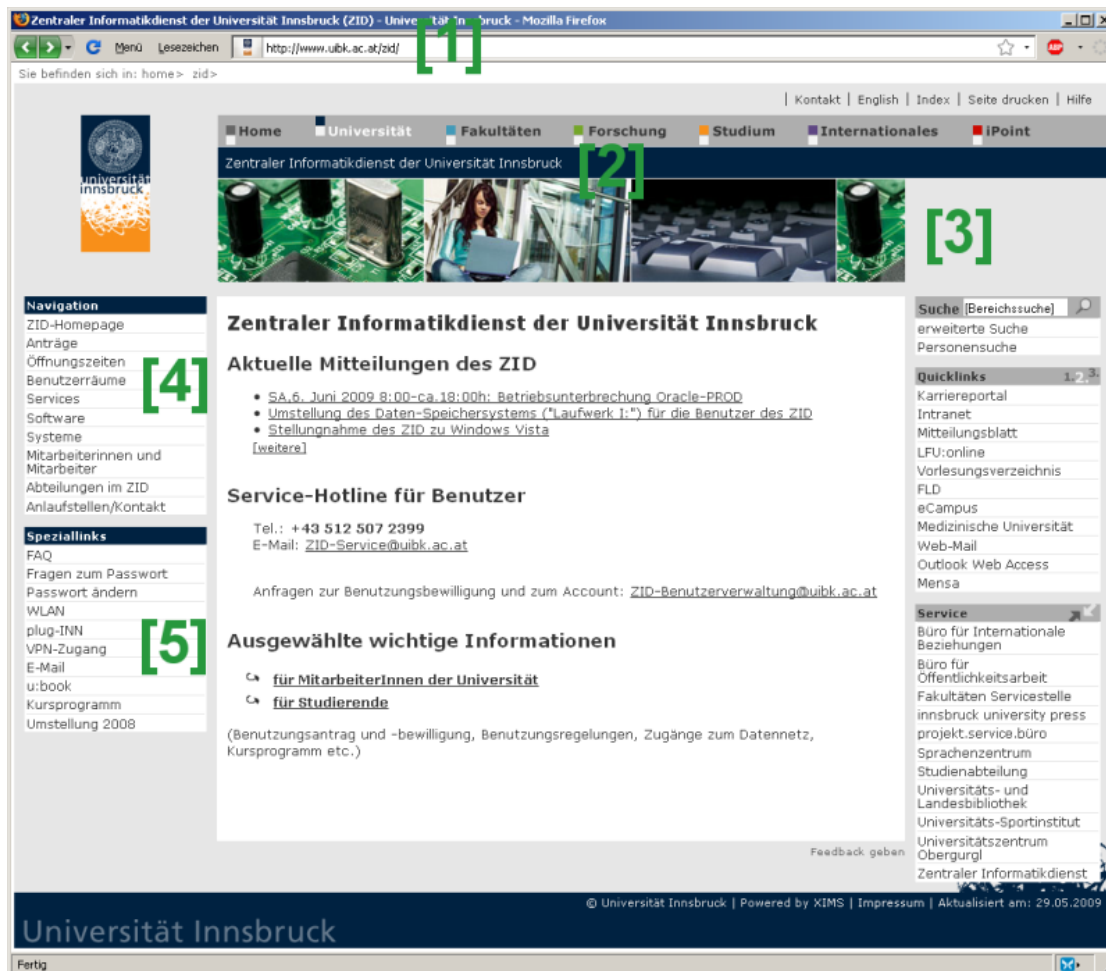 Zentraler Informatikdienst der Universität Innsbruck (ZID) - Universität Innsbruck - Mozilla Firefox
Menü Lesezeichen http://www.uibk.ac.at/zid/ [1] ABP
Sie befinden sich in: home> zid>
| Kontakt | English | Index | Seite drucken | Hilfe
universität
innsbruck
Home Universität Fakultäten Forschung Studium Internationales iPoint
Zentraler Informatikdienst der Universität Innsbruck [2]
[3]
Navigation
ZID-Homepage
Anträge
Öffnungszeiten
Benutzerräume
Services
Software
Systeme
Mitarbeiterinnen und
Mitarbeiter
Abteilungen im ZID
Anlaufstellen/Kontakt
[4]
Speziallinks
FAQ
Fragen zum Passwort
Passwort ändern
WLAN
plug-INN
VPN-Zugang
E-Mail
u:book
Kursprogramm
Umstellung 2008
[5]
Zentraler Informatikdienst der Universität Innsbruck
Aktuelle Mitteilungen des ZID
• SA,6. Juni 2009 8:00-ca.18:00h: Betriebsunterbrechung Oracle-PROD
• Umstellung des Daten-Speichersystems ("Laufwerk I:") für die Benutzer des ZID
• Stellungnahme des ZID zu Windows Vista
[weitere]
Service-Hotline für Benutzer
Tel.: +43 512 507 2399
E-Mail: ZID-Service@uibk.ac.at
Anfragen zur Benutzungsbewilligung und zum Account: ZID-Benutzerverwaltung@uibk.ac.at
Ausgewählte wichtige Informationen
für MitarbeiterInnen der Universität
für Studierende
(Benutzungsantrag und -bewilligung, Benutzungsregelungen, Zugänge zum Datennetz,
Kursprogramm etc.)
Feedback geben
Suche [Bereichssuche]
erweiterte Suche
Personensuche
Quicklinks 1.2.3.
Karriereportal
Intranet
Mitteilungsblatt
LFU:online
Vorlesungsverzeichnis
FLD
eCampus
Medizinische Universität
Web-Mail
Outlook Web Access
Mensa
Service
Büro für Internationale
Beziehungen
Büro für
Öffentlichkeitsarbeit
Fakultäten Servicestelle
innsbruck university press
projekt.service.büro
Sprachenzentrum
Studienabteilung
Universitäts- und
Landesbibliothek
Universitäts-Sportinstitut
Universitätszentrum
Obergurgl
Zentraler Informatikdienst
© Universität Innsbruck | Powered by XIMS | Impressum | Aktualisiert am: 29.05.2009
Universität Innsbruck
Fertig